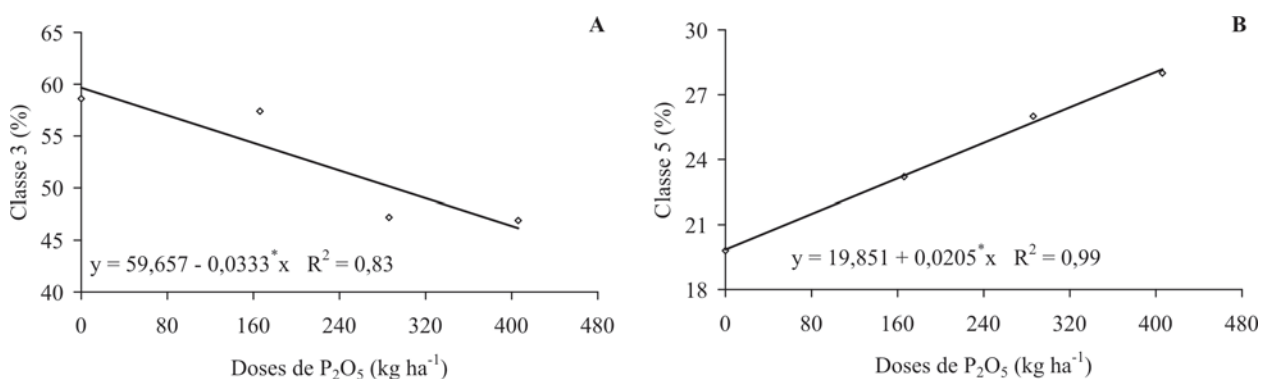 A
65
60
55
50
45
40
Classe 3 (%)
y = 59,657 - 0,0333*x R² = 0,83
0 80 160 240 320 400 480
Doses de P₂O₅ (kg ha⁻¹)
B
30
27
24
21
18
Classe 5 (%)
y = 19,851 + 0,0205*x R² = 0,99
0 80 160 240 320 400 480
Doses de P₂O₅ (kg ha⁻¹)